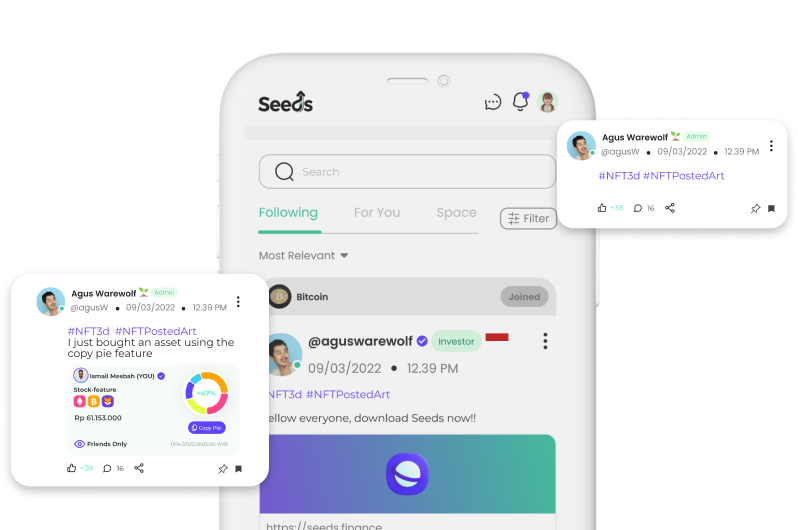 Seeds
Search
Following
For You
Space
Filter
Most Relevant
Bitcoin
Joined
@aguswarewolf
Investor
09/03/2022 • 12.39 PM
NFT3d #NFTPostedArt
ellow everyone, download Seeds now!!
https://seeds.finance
Agus Warewolf
Admin
@agusW • 09/03/2022 • 12.39 PM
#NFT3d #NFTPostedArt
+38
16
Agus Warewolf
Admin
@agusW • 09/03/2022 • 12.39 PM
#NFT3d #NFTPostedArt
I just bought an asset using the
copy pie feature
Ismail Mesbah (YOU)
Stock-feature
Rp 61.153.000
+47%
Copy Pie
Friends Only
+38
16